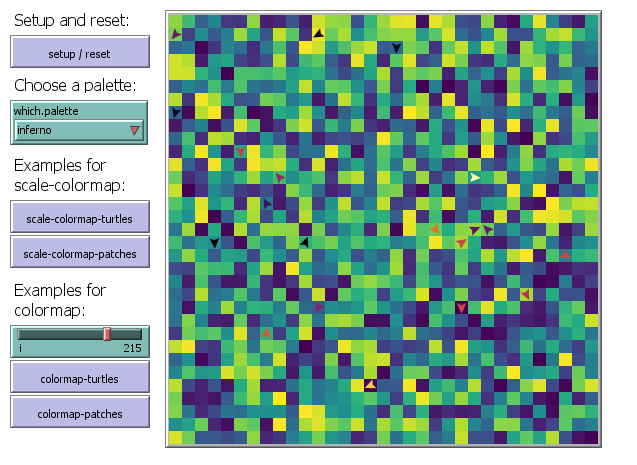 Setup and reset:
setup / reset
Choose a palette:
which.palette
inferno
Examples for
scale-colormap:
scale-colormap-turtles
scale-colormap-patches
Examples for
colormap:
i 215
colormap-turtles
colormap-patches